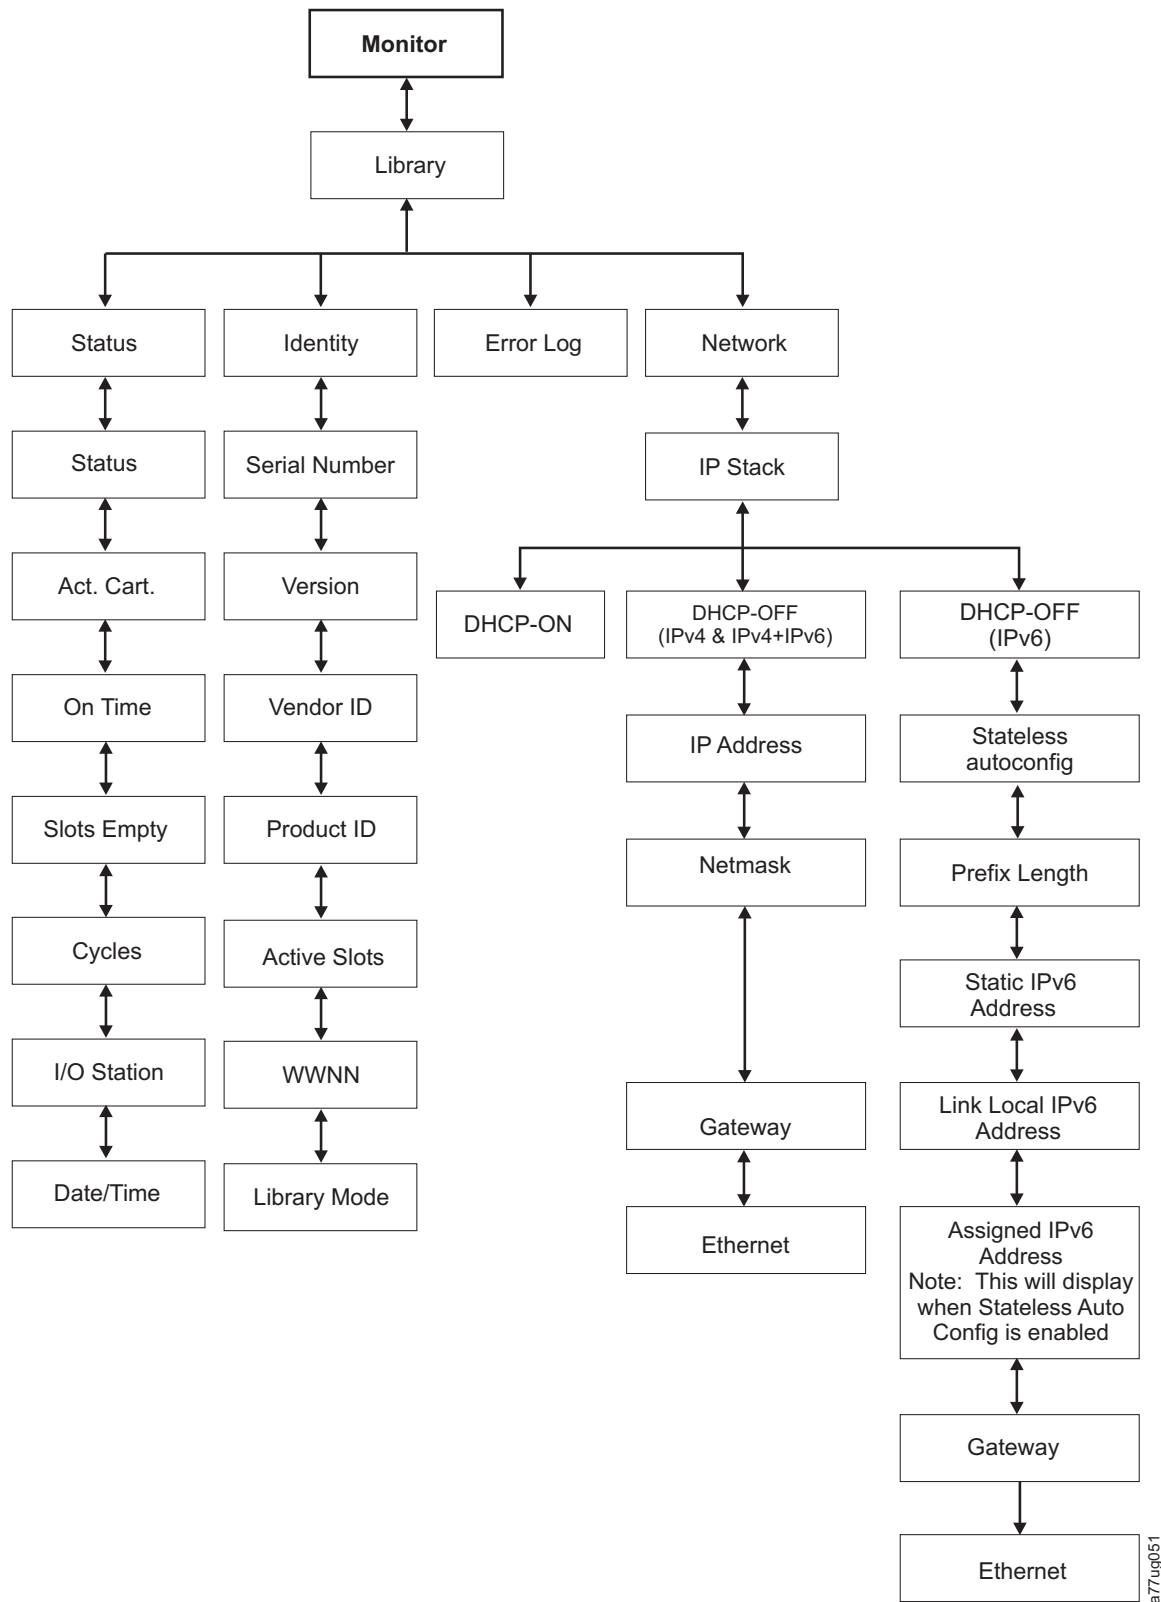 Monitor
Library
Status
Identity
Error Log
Network
Status
Serial Number
IP Stack
Act. Cart.
Version
DHCP-ON
DHCP-OFF
(IPv4 & IPv4+IPv6)
DHCP-OFF
(IPv6)
On Time
Vendor ID
IP Address
Stateless
autoconfig
Slots Empty
Product ID
Netmask
Prefix Length
Cycles
Active Slots
Static IPv6
Address
I/O Station
WWNN
Gateway
Link Local IPv6
Address
Date/Time
Library Mode
Ethernet
Assigned IPv6
Address
Note: This will display
when Stateless Auto
Config is enabled
Gateway
Ethernet
a77ug051